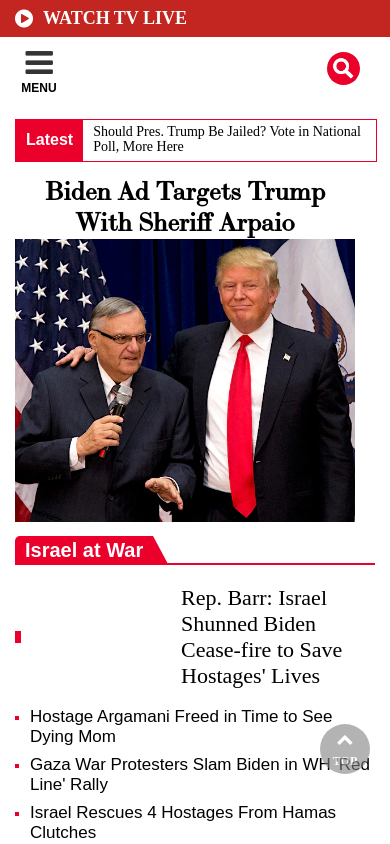 WATCH TV LIVE
MENU
Latest
Should Pres. Trump Be Jailed? Vote in National
Poll, More Here
Biden Ad Targets Trump
With Sheriff Arpaio
Israel at War
Rep. Barr: Israel
Shunned Biden
Cease-fire to Save
Hostages' Lives
Hostage Argamani Freed in Time to See
Dying Mom
Gaza War Protesters Slam Biden in WH 'Red
Line' Rally
TOP
Israel Rescues 4 Hostages From Hamas
Clutches